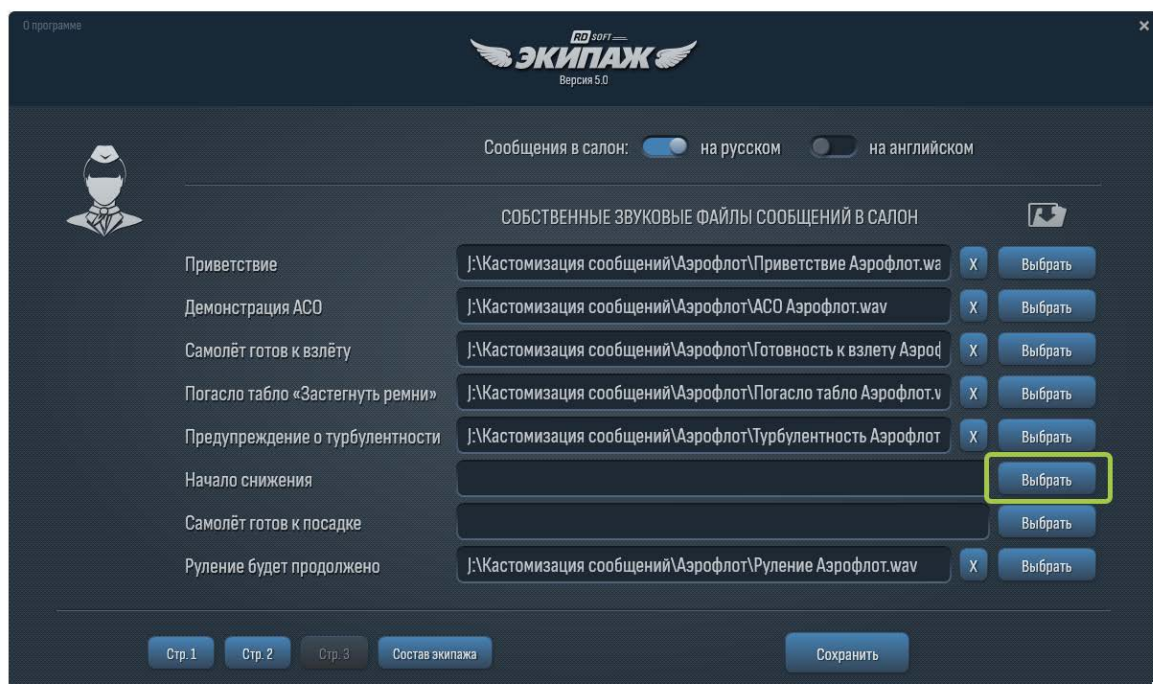 О программе
×
RD SOFT
ЭКИПАЖ
Версия 5.0
Сообщения в салон: на русском на английском
СОБСТВЕННЫЕ ЗВУКОВЫЕ ФАЙЛЫ СООБЩЕНИЙ В САЛОН
Приветствие J:\Кастомизация сообщений\Аэрофлот\Приветствие Аэрофлот.wa X Выбрать
Демонстрация АСО J:\Кастомизация сообщений\Аэрофлот\АСО Аэрофлот.wav X Выбрать
Самолёт готов к взлёту J:\Кастомизация сообщений\Аэрофлот\Готовность к взлету Аэроф X Выбрать
Погасло табло «Застегнуть ремни» J:\Кастомизация сообщений\Аэрофлот\Погасло табло Аэрофлот.w X Выбрать
Предупреждение о турбулентности J:\Кастомизация сообщений\Аэрофлот\Турбулентность Аэрофлот X Выбрать
Начало снижения Выбрать
Самолёт готов к посадке Выбрать
Руление будет продолжено J:\Кастомизация сообщений\Аэрофлот\Руление Аэрофлот.wav X Выбрать
Стр. 1 Стр. 2 Стр. 3 Состав экипажа Сохранить